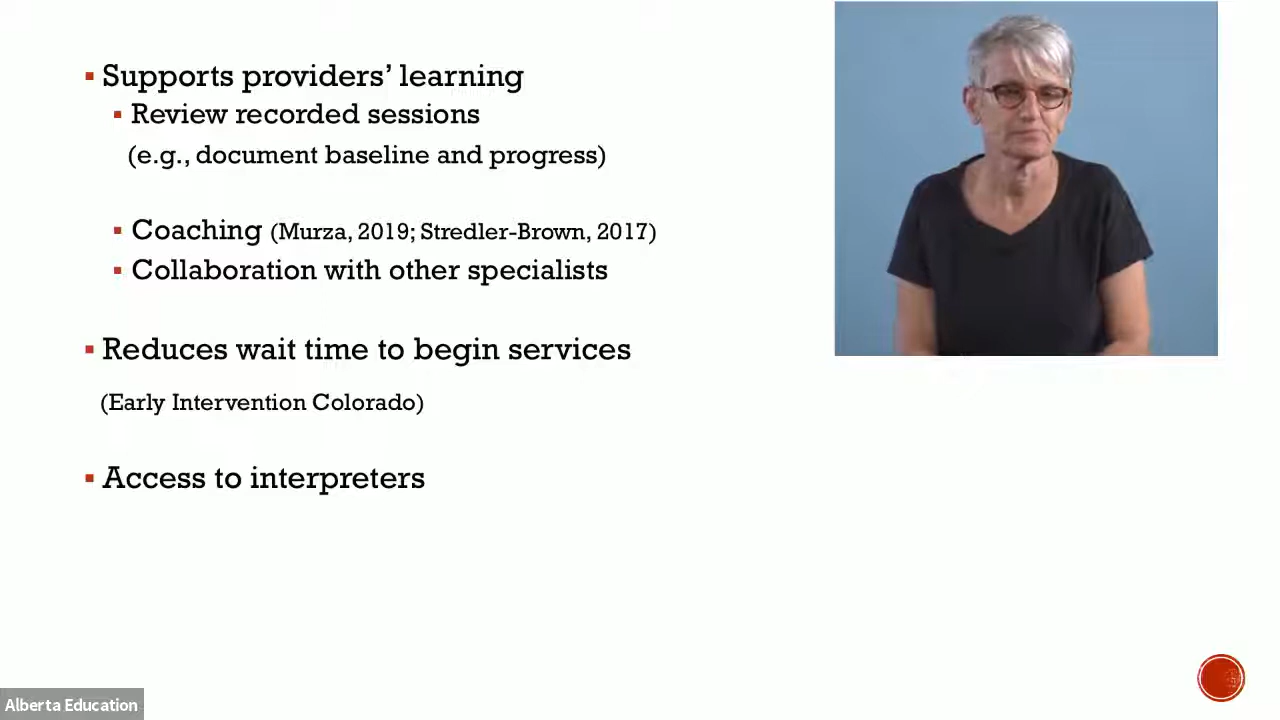 ▪ Supports providers’ learning
▪ Review recorded sessions
(e.g., document baseline and progress)
▪ Coaching (Murza, 2019; Stredler-Brown, 2017)
▪ Collaboration with other specialists
▪ Reduces wait time to begin services
(Early Intervention Colorado)
▪ Access to interpreters
Alberta Education